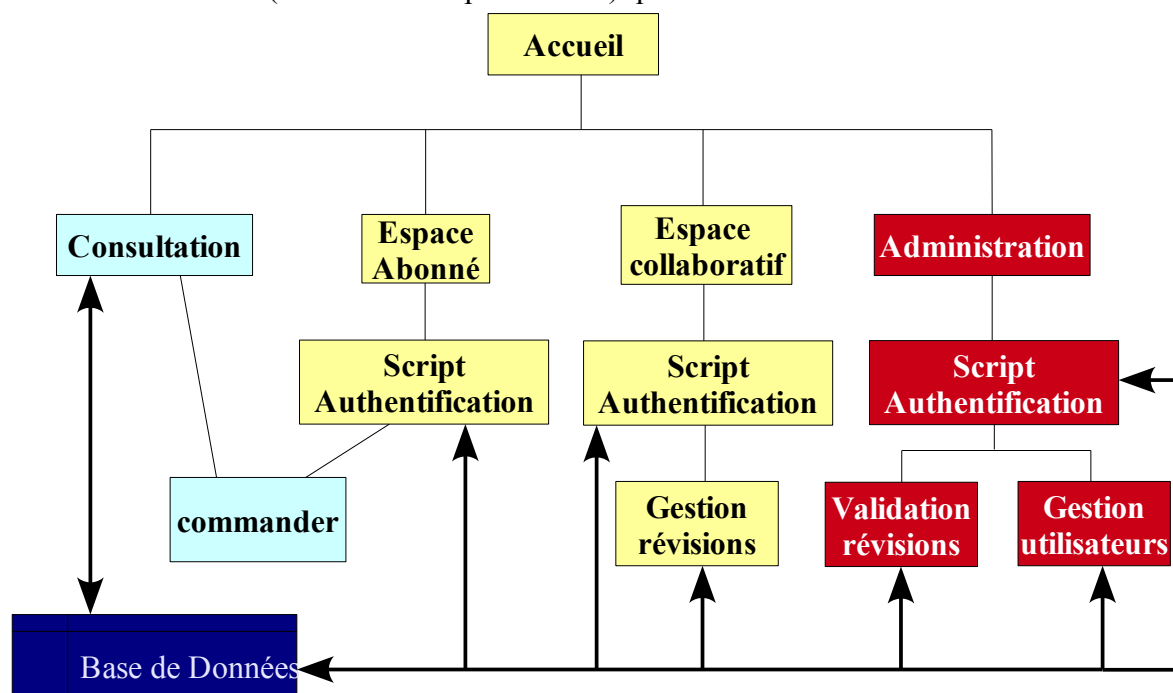 Accueil
Consultation
Espace
Abonné
Espace
collaboratif
Administration
Script
Authentification
Script
Authentification
Script
Authentification
commander
Gestion
révisions
Validation
révisions
Gestion
utilisateurs
Base de Données